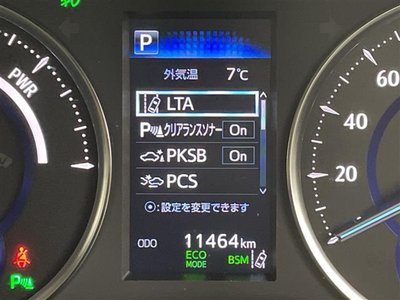 P
外気温 7℃
LTA
Pクリアランスソナー On
PKSB On
PCS
:設定を変更できます
ODO 11464km
ECO
MODE
BSM
PWR
60
40
20
P